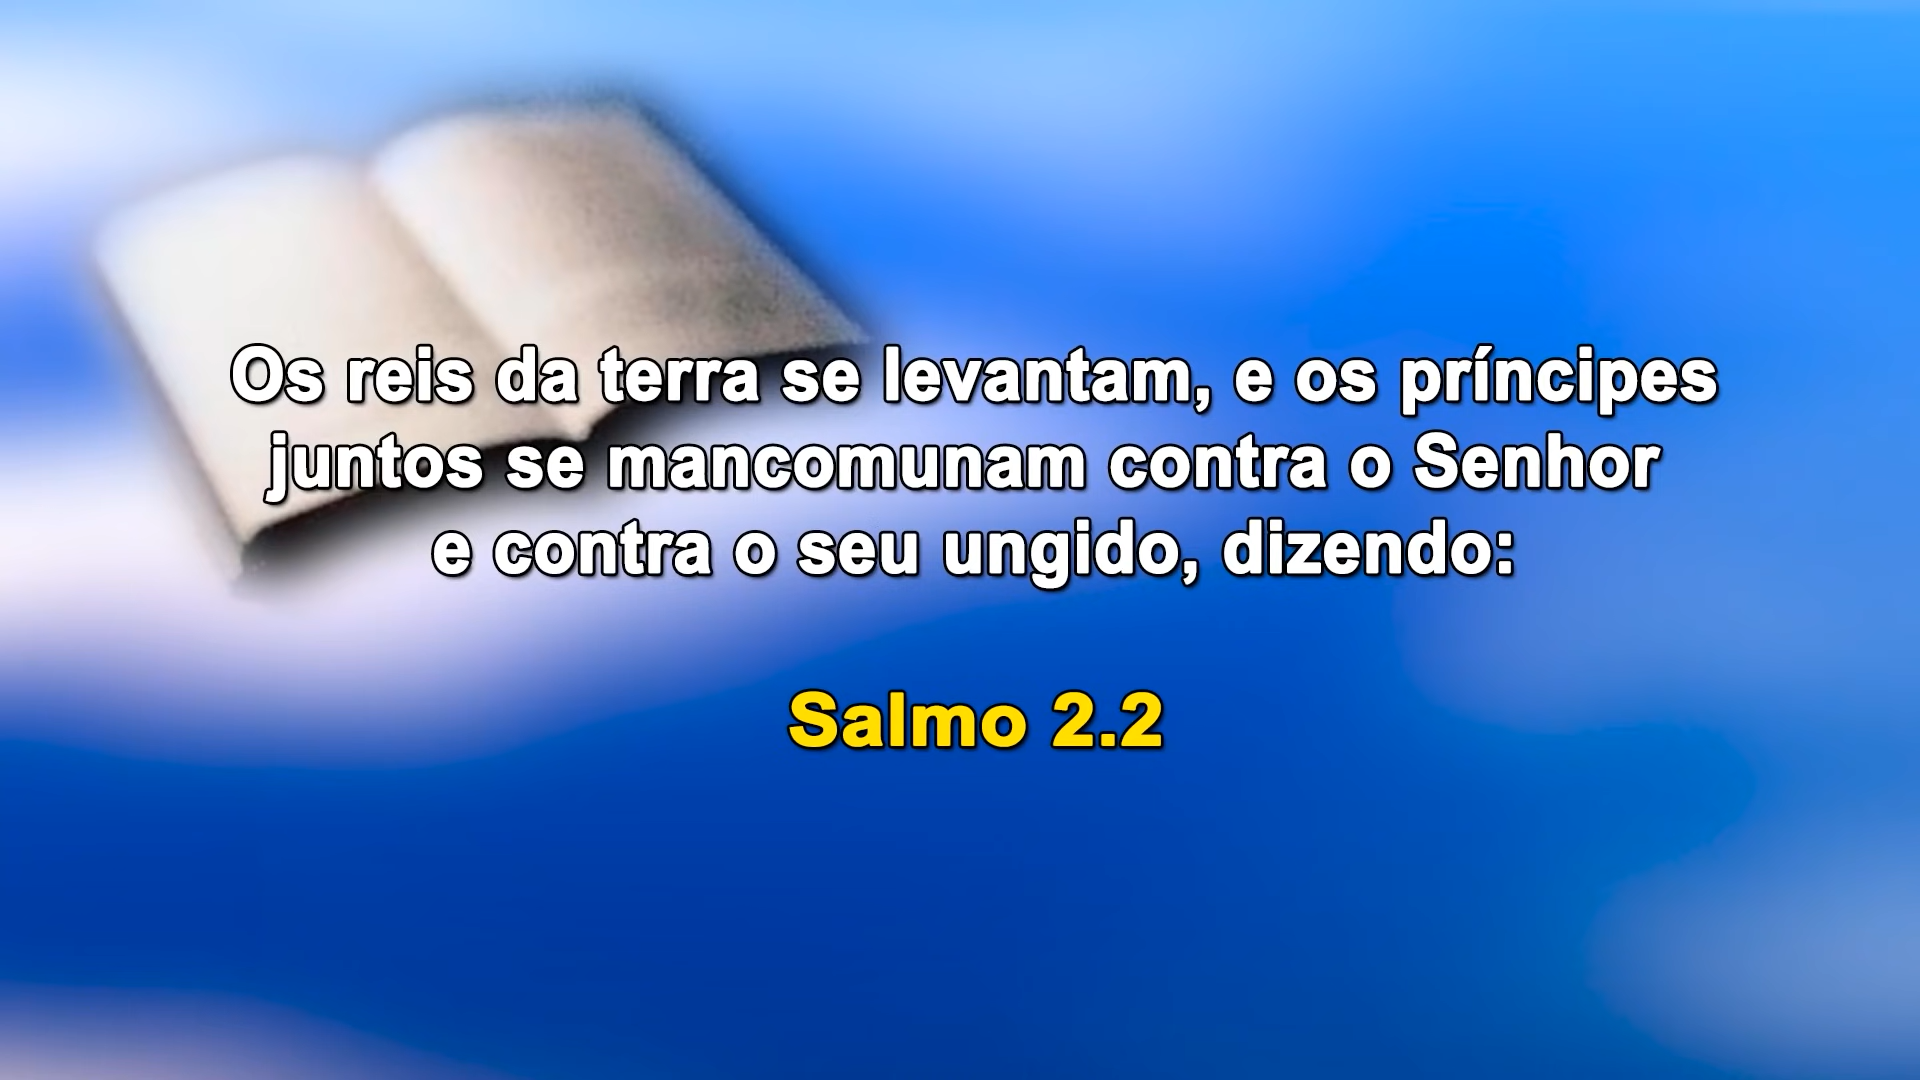 Os reis da terra se levantam, e os príncipes
juntos se mancomunam contra o Senhor
e contra o seu ungido, dizendo:
Salmo 2.2